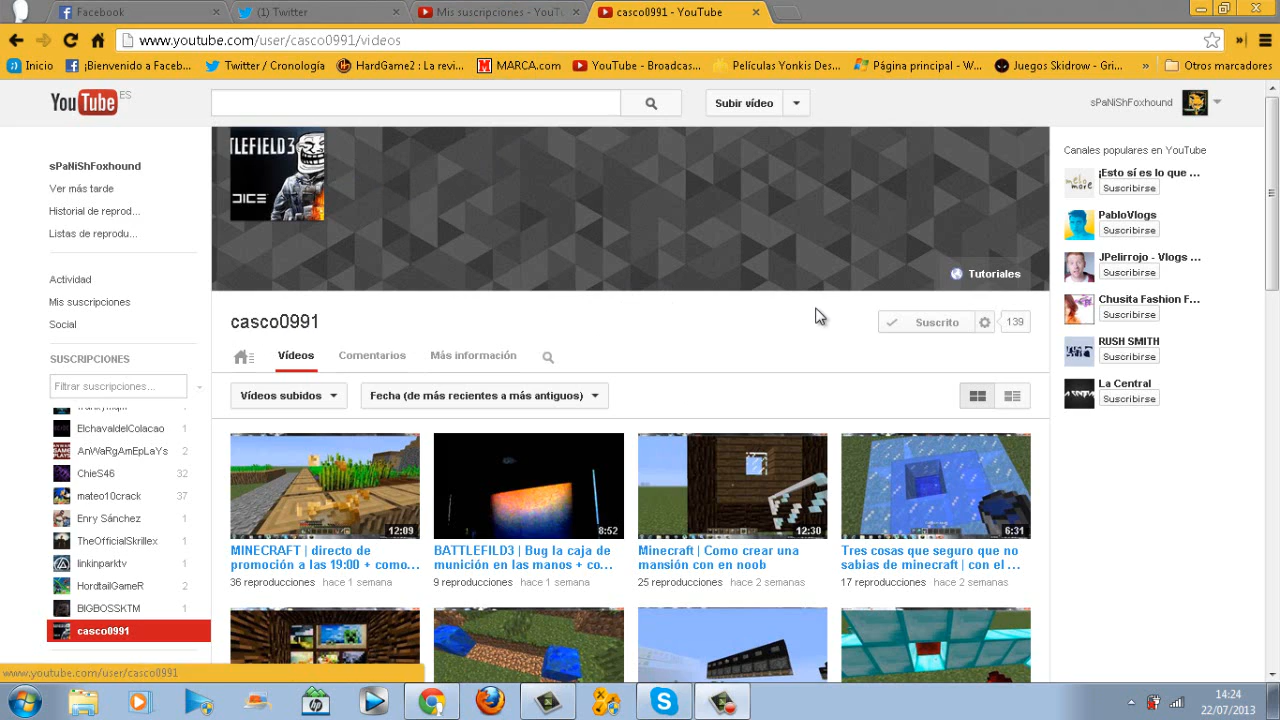 Facebook
(1) Twitter
Mis suscripciones - YouT
casco0991 - YouTube
www.youtube.com/user/casco0991/videos
Inicio
¡Bienvenido a Faceb...
Twitter / Cronología
HardGame2 : La revi...
MARCA.com
YouTube - Broadcas...
Películas Yonkis Des...
Página principal - W...
Juegos Skidrow - Gri...
»
Otros marcadores
YouTube ES
Subir vídeo
sPaNiShFoxhound
sPaNiShFoxhound
Ver más tarde
Historial de reprod...
Listas de reprodu...
Actividad
Mis suscripciones
Social
SUSCRIPCIONES
Filtrar suscripciones...
ElchavaldelColacao 1
AnWaRgAmEpLaYs 2
ChieS46 32
mateo10crack 37
Enry Sánchez 1
TheOfficialSkrillex 1
linkinparktv 1
HordtailGameR 2
BIGBOSSKTM 1
casco0991
TLEFIELD3
DICE
Tutoriales
casco0991
Suscrito
139
Vídeos
Comentarios
Más información
Vídeos subidos
Fecha (de más recientes a más antiguos)
12:09
MINECRAFT | directo de
promoción a las 19:00 + como...
36 reproducciones hace 1 semana
8:52
BATTLEFILD3 | Bug la caja de
munición en las manos + co...
9 reproducciones hace 1 semana
12:30
Minecraft | Como crear una
mansión con en noob
25 reproducciones hace 2 semanas
6:31
Tres cosas que seguro que no
sabias de minecraft | con el ...
17 reproducciones hace 2 semanas
Canales populares en YouTube
melo more
¡Esto sí es lo que ...
Suscribirse
PabloVlogs
Suscribirse
JPelirrojo - Vlogs ...
Suscribirse
Chusita Fashion F...
Suscribirse
RUSH SMITH
Suscribirse
La Central
Suscribirse
www.youtube.com/user/casco0991
14:24
22/07/2013